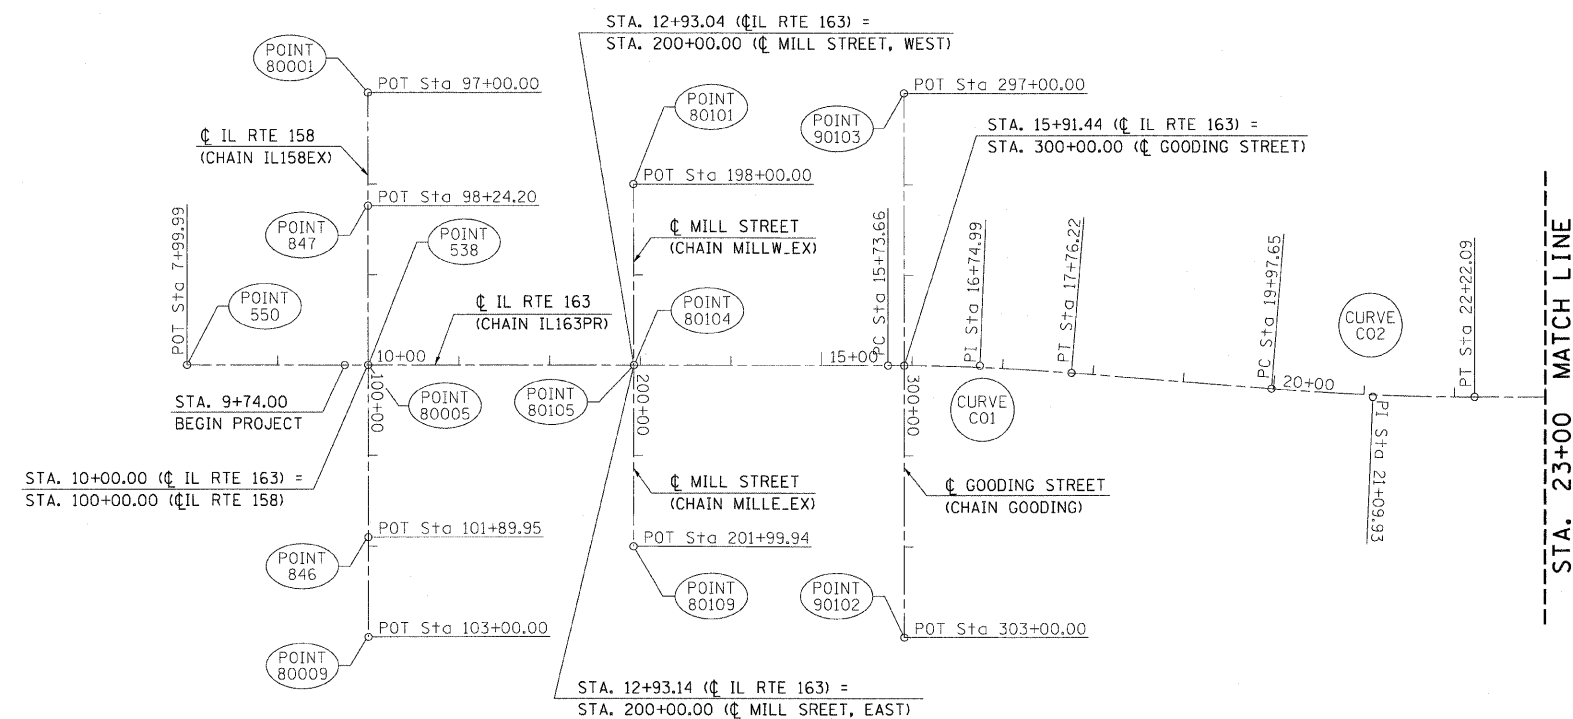 STA. 12+93.04 (℄IL RTE 163) =
STA. 200+00.00 (℄ MILL STREET, WEST)
POINT
80001
POT Sta 97+00.00
POINT
80101
POINT
90103
POT Sta 297+00.00
STA. 15+91.44 (℄ IL RTE 163) =
STA. 300+00.00 (℄ GOODING STREET)
℄ IL RTE 158
(CHAIN IL158EX)
POT Sta 198+00.00
POT Sta 98+24.20
POINT
847
POINT
538
℄ MILL STREET
(CHAIN MILLW_EX)
POT Sta 7+99.99
POINT
550
℄ IL RTE 163
(CHAIN IL163PR)
POINT
80104
PC Sta 15+73.66
PI Sta 16+74.99
PT Sta 17+76.22
PC Sta 19+97.65
CURVE
CO2
PT Sta 22+22.09
STA. 23+00 MATCH LINE
10+00
15+00
20+00
100+00
200+00
300+00
STA. 9+74.00
BEGIN PROJECT
POINT
80005
POINT
80105
CURVE
CO1
PI Sta 21+09.93
STA. 10+00.00 (℄ IL RTE 163) =
STA. 100+00.00 (℄IL RTE 158)
℄ MILL STREET
(CHAIN MILLE_EX)
℄ GOODING STREET
(CHAIN GOODING)
POT Sta 101+89.95
POT Sta 201+99.94
POINT
846
POINT
80109
POINT
90102
POT Sta 103+00.00
POT Sta 303+00.00
POINT
80009
STA. 12+93.14 (℄ IL RTE 163) =
STA. 200+00.00 (℄ MILL SREET, EAST)